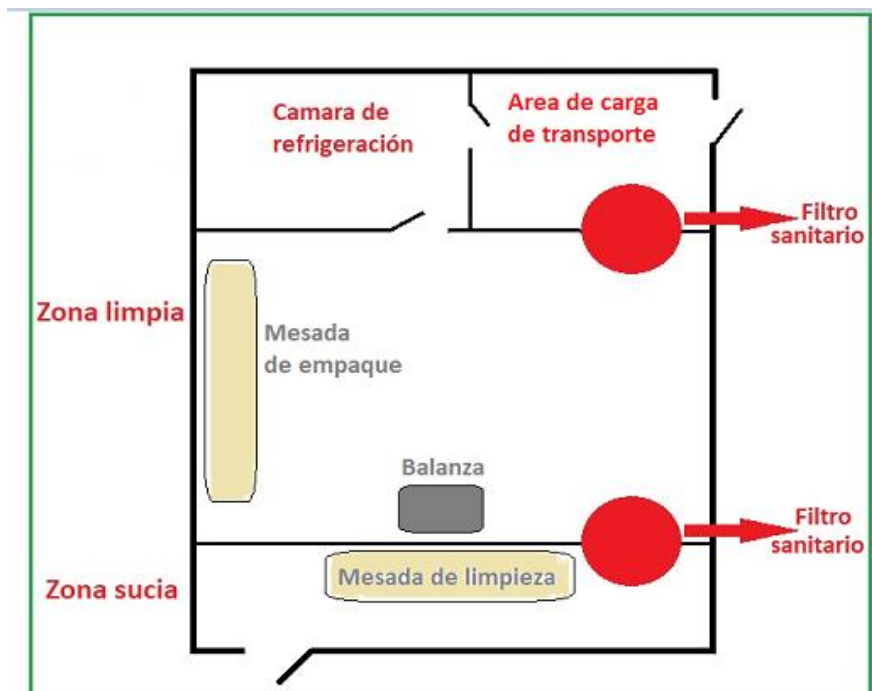 Camara de
refrigeración
Area de carga
de transporte
Filtro
sanitario
Zona limpia
Mesada
de empaque
Balanza
Filtro
sanitario
Mesada de limpieza
Zona sucia